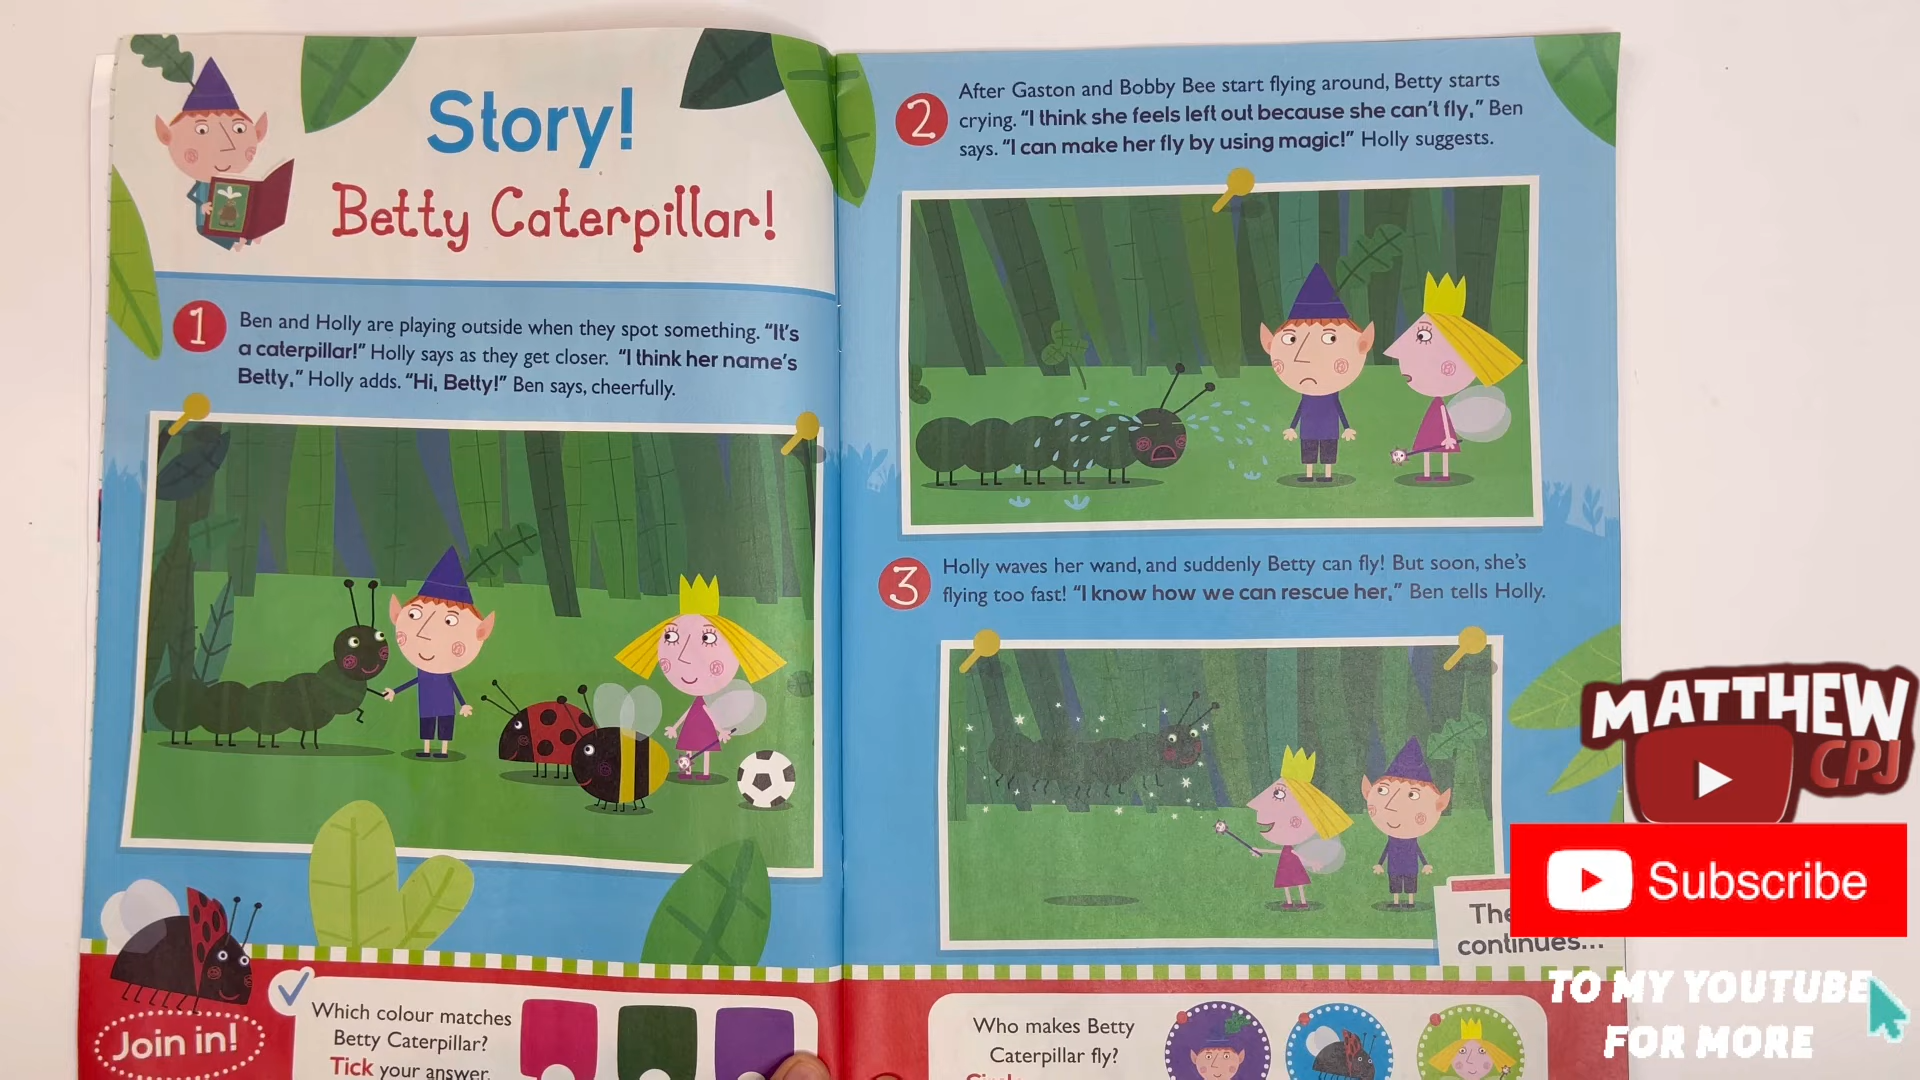 Story!
Betty Caterpillar!
1
Ben and Holly are playing outside when they spot something. “It’s
a caterpillar!” Holly says as they get closer. “I think her name’s
Betty,” Holly adds. “Hi, Betty!” Ben says, cheerfully.
Join in!
Which colour matches
Betty Caterpillar?
Tick your answer.
2
After Gaston and Bobby Bee start flying around, Betty starts
crying. “I think she feels left out because she can’t fly,” Ben
says. “I can make her fly by using magic!” Holly suggests.
3
Holly waves her wand, and suddenly Betty can fly! But soon, she’s
flying too fast! “I know how we can rescue her,” Ben tells Holly.
continues...
Who makes Betty
Caterpillar fly?
MATTHEW
CPJ
Subscribe
TO MY YOUTUBE
FOR MORE